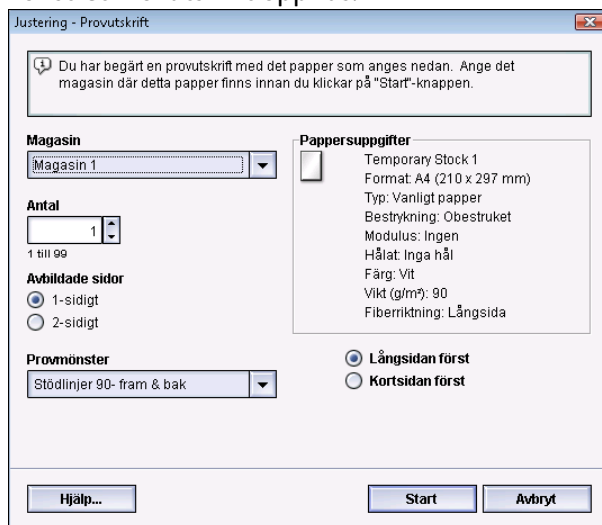 Justering - Provutskrift
Du har begärt en provutskrift med det papper som anges nedan. Ange det
magasin där detta papper finns innan du klickar på "Start"-knappen.
Magasin
Magasin 1
Antal
1
1 till 99
Avbildade sidor
1-sidigt
2-sidigt
Provmönster
Stödlinjer 90- fram & bak
Pappersuppgifter
Temporary Stock 1
Format: A4 (210 x 297 mm)
Typ: Vanligt papper
Bestrykning: Obestruket
Modulus: Ingen
Hålat: Inga hål
Färg: Vit
Vikt (g/m²): 90
Fiberriktning: Långsida
Långsidan först
Kortsidan först
Hjälp...
Start
Avbryt